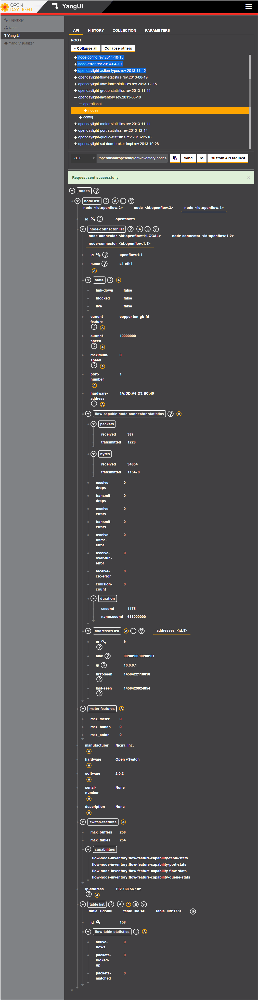 OPEN
DAYLIGHT
YangUI
Topology
Nodes
Yang UI
Yang Visualizer
API HISTORY COLLECTION PARAMETERS
ROOT
Collapse all Collapse others
node-config rev.2014-10-15
node-error rev.2014-04-10
opendaylight-action-types rev.2013-11-12
opendaylight-flow-statistics rev.2013-08-19
opendaylight-flow-table-statistics rev.2013-12-15
opendaylight-group-statistics rev.2013-11-11
opendaylight-inventory rev.2013-08-19
operational
nodes
config
opendaylight-meter-statistics rev.2013-11-11
opendaylight-port-statistics rev.2013-12-14
opendaylight-queue-statistics rev.2013-12-16
opendaylight-sal-dom-broker-impl rev.2013-10-28
GET /operational/opendaylight-inventory:nodes Send Custom API request
Request sent successfully ×
nodes ?
node list ? A
node <id:openflow:2> node <id:openflow:3> node <id:openflow:1>
id ? openflow:1
node-connector list ? A
node-connector <id:openflow:1:LOCAL> node-connector <id:openflow:1:2>
node-connector <id:openflow:1:1>
id ? openflow:1:1
name ? s1-eth1
A
state ? A
link-down false
blocked false
live false
current- copper ten-gb-fd
feature
? A
current- 10000000
speed
? A
maximum- 0
speed
? A
port- 1
number
A
hardware- 1A:DD:A6:D3:BC:49
address
? A
flow-capable-node-connector-statistics ? A
packets
received 987
transmitted 1229
bytes
received 94934
transmitted 115470
receive- 0
drops
transmit- 0
drops
receive- 0
errors
transmit- 0
errors
receive- 0
frame-
error
receive- 0
over-run-
error
receive- 0
crc-error
collision- 0
count
duration
second 1175
nanosecond 633000000
addresses list A addresses <id:9>
id 9
?
mac ? 00:00:00:00:00:01
ip ? 10.0.0.1
first-seen 1456422110616
?
last-seen 1456423024854
?
meter-features A
max_meter 0
max_bands 0
max_color 0
manufacturer Nicira, Inc.
A
hardware Open vSwitch
A
software 2.0.2
A
serial- None
number
A
description None
A
switch-features A
max_buffers 256
max_tables 254
capabilities
flow-node-inventory:flow-feature-capability-table-stats
flow-node-inventory:flow-feature-capability-port-stats
flow-node-inventory:flow-feature-capability-flow-stats
flow-node-inventory:flow-feature-capability-queue-stats
ip-address 192.168.56.102
? A
table list ? A A
table <id:38> table <id:4> table <id:175>
id 158
flow-table-statistics ? A
active- 0
flows
packets- 0
looked-
up
packets- 0
matched